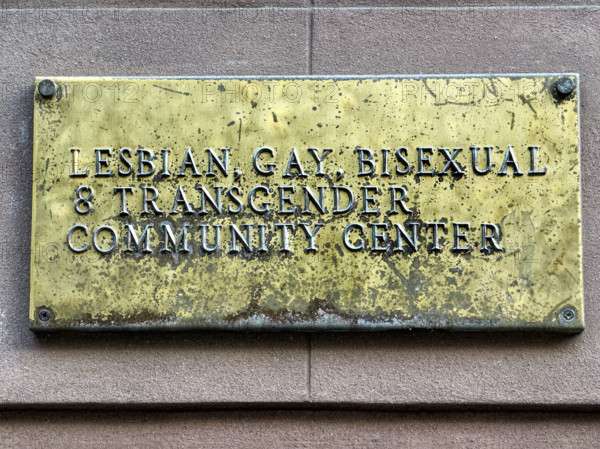 LESBIAN, GAY, BISEXUAL
& TRANSGENDER
COMMUNITY CENTER